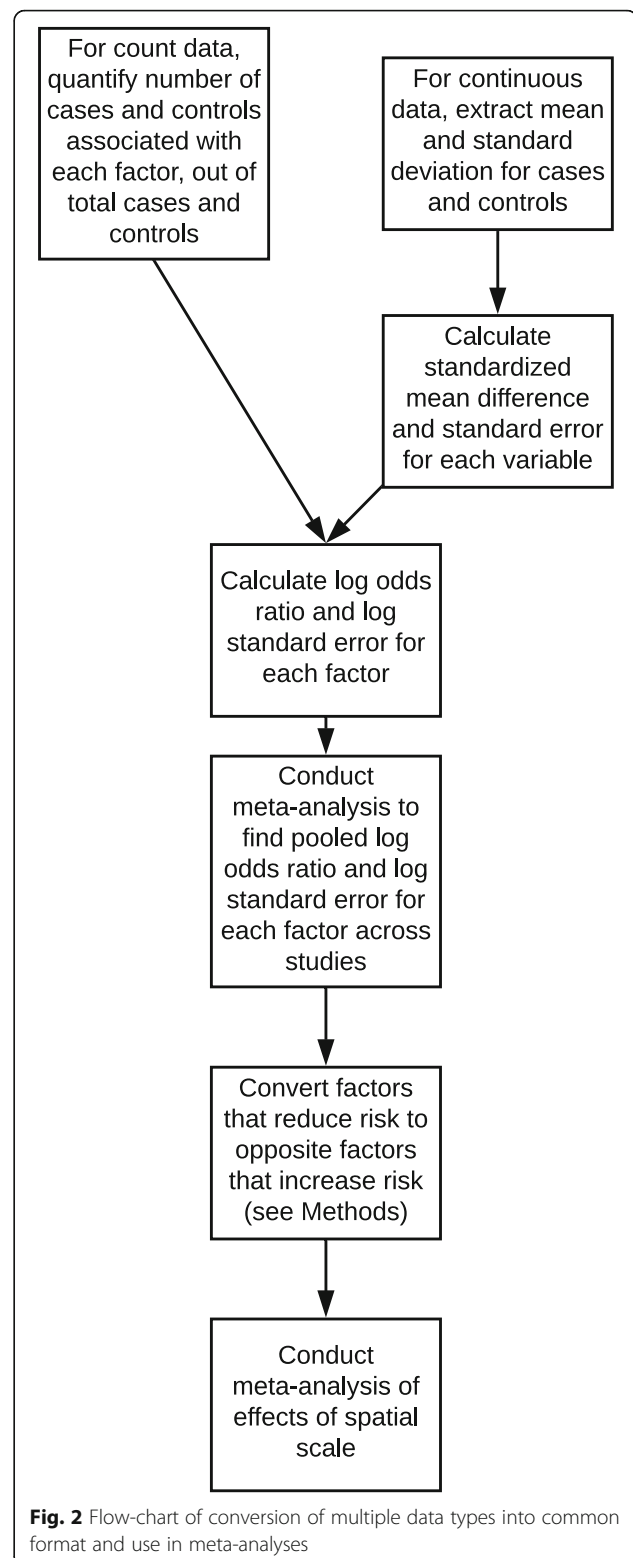 For count data,
quantify number of
cases and controls
associated with
each factor, out of
total cases and
controls
For continuous
data, extract mean
and standard
deviation for cases
and controls
Calculate
standardized
mean difference
and standard error
for each variable
Calculate log odds
ratio and log
standard error for
each factor
Conduct
meta-analysis to
find pooled log
odds ratio and log
standard error for
each factor across
studies
Convert factors
that reduce risk to
opposite factors
that increase risk
(see Methods)
Conduct
meta-analysis of
effects of spatial
scale
Fig. 2 Flow-chart of conversion of multiple data types into common
format and use in meta-analyses